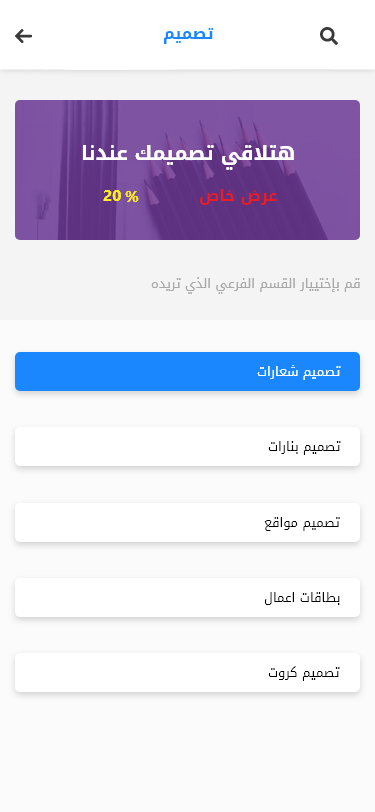 تصميم
هتلاقي تصميمك عندنا
عرض خاص 20 %
قم بإختييار القسم الفرعي الذي تريده
تصميم شعارات
تصميم بنارات
تصميم مواقع
بطاقات اعمال
تصميم كروت